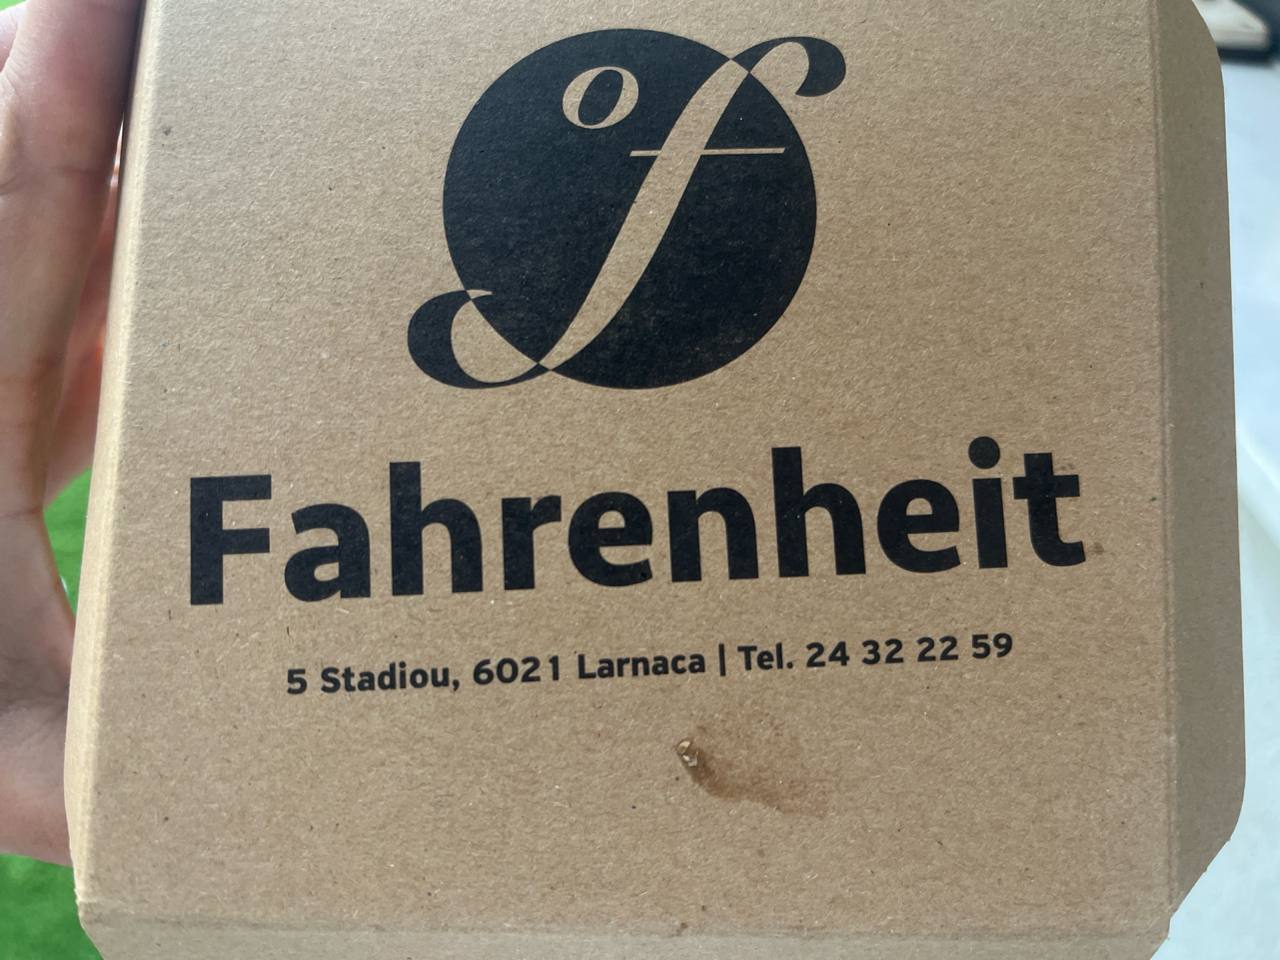 °f
Fahrenheit
5 Stadiou, 6021 Larnaca | Tel. 24 32 22 59